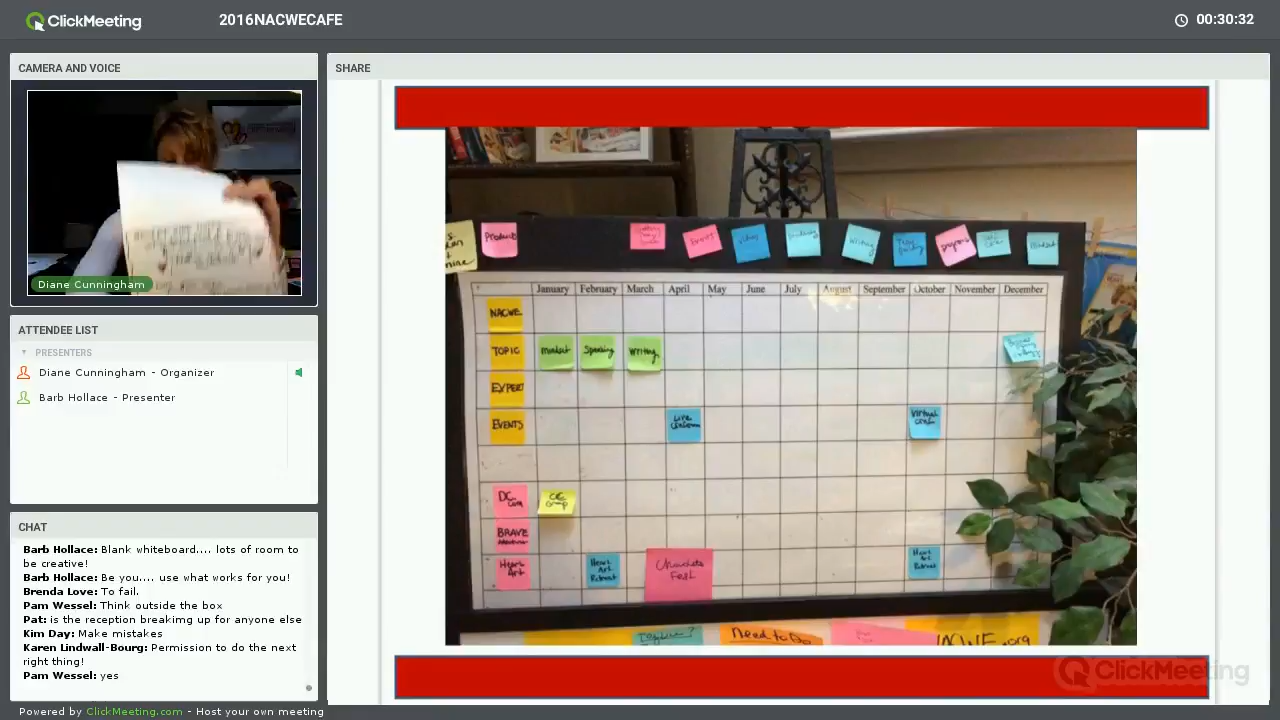 ClickMeeting
2016NACWECAFE
00:30:32
CAMERA AND VOICE
SHARE
Diane Cunningham
ATTENDEE LIST
PRESENTERS
Diane Cunningham - Organizer
Barb Hollace - Presenter
CHAT
Barb Hollace: Blank whiteboard.... lots of room to
be creative!
Barb Hollace: Be you.... use what works for you!
Brenda Love: To fail.
Pam Wessel: Think outside the box
Pat: is the reception breakimg up for anyone else
Kim Day: Make mistakes
Karen Lindwall-Bourg: Permission to do the next
right thing!
Pam Wessel: yes
Product
January February March April May June July August September October November December
NACWE
TOPIC Mindset Speaking Writing
EXPERT
EVENTS Live Virtual
DC
BRAVE
Heart Art Heart Art Retreat Heart Art Retreat
Need to Do
NACWE.org
ClickMeeting
Powered by ClickMeeting.com - Host your own meeting